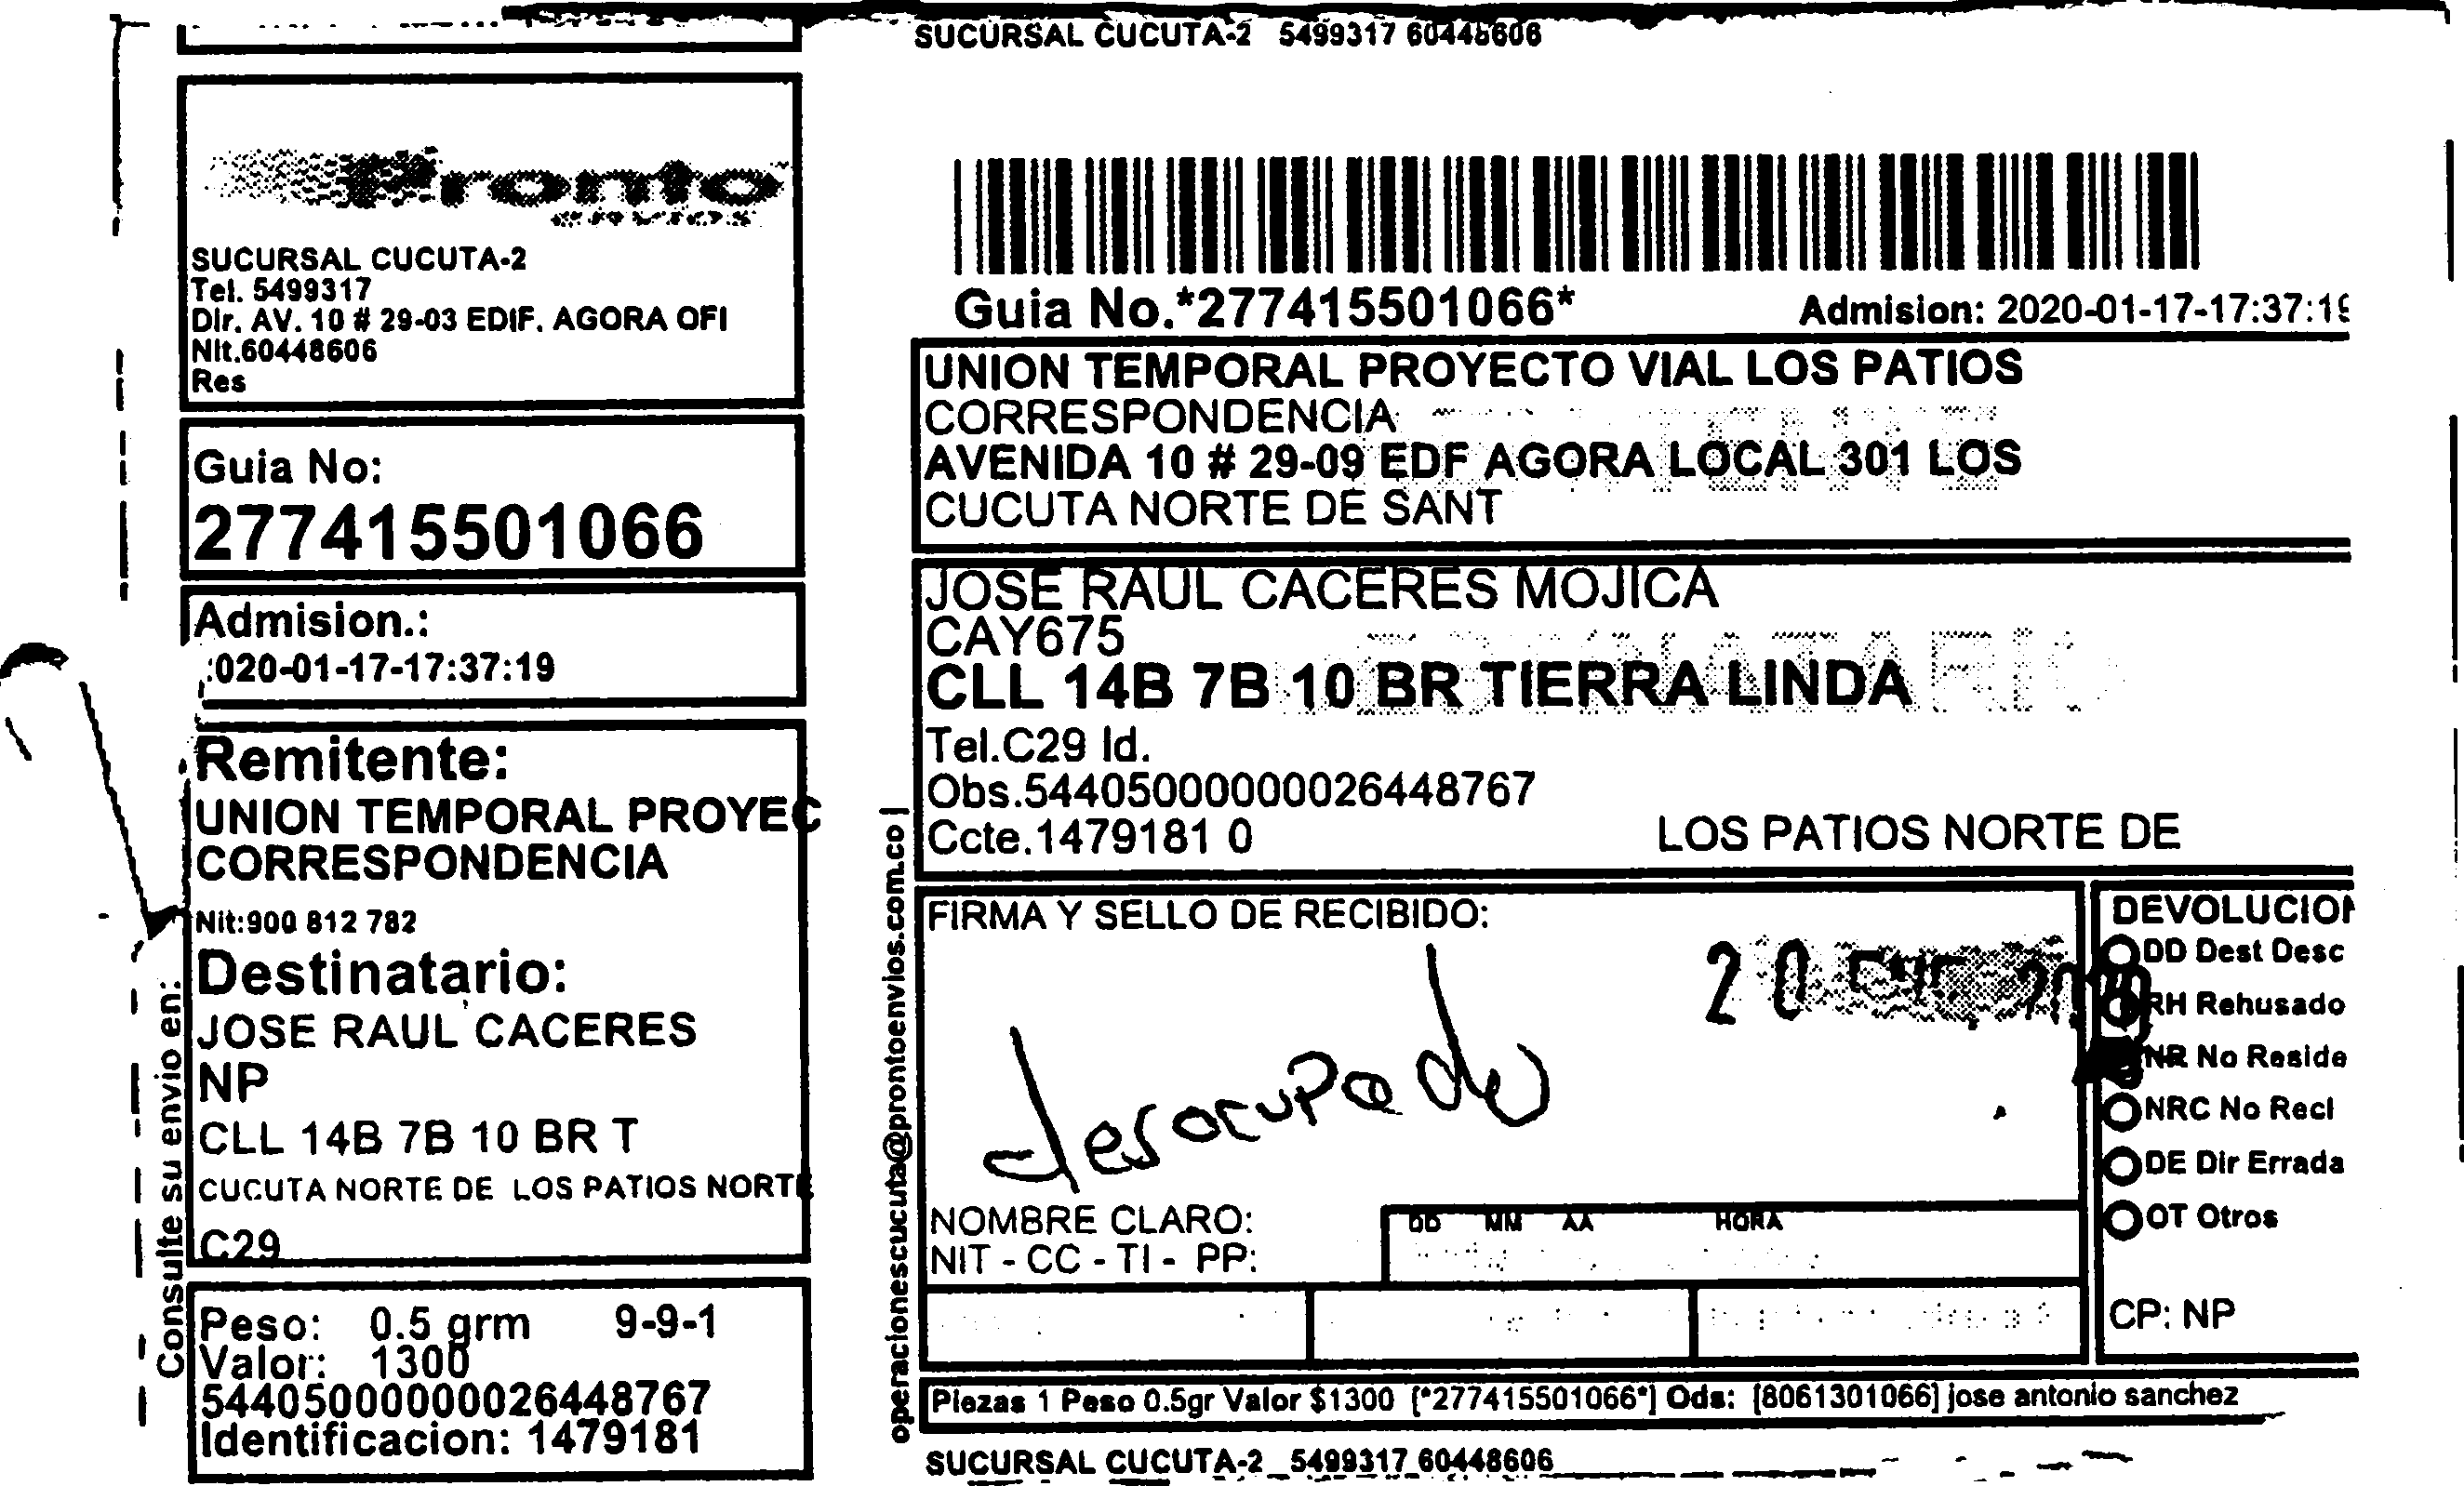 SUCURSAL CUCUTA-2 5499317 60448606
Pronto
envios
SUCURSAL CUCUTA-2
Tel. 5499317
Dir. AV. 10 # 29-03 EDIF. AGORA OFI
Nit.60448606
Res
Guia No:
277415501066
Admision.:
:020-01-17-17:37:19
Remitente:
UNION TEMPORAL PROYEC
CORRESPONDENCIA
Nit:900 812 782
Destinatario:
JOSE RAUL CACERES
NP
CLL 14B 7B 10 BR T
CUCUTA NORTE DE LOS PATIOS NORTE
C29
Peso: 0.5 grm 9-9-1
Valor: 1300
544050000000026448767
Identificacion: 1479181
Consulte su envio en:
operacionescucuta@prontoenvios.com.co |
Guia No.*277415501066*
Admision: 2020-01-17-17:37:19
UNION TEMPORAL PROYECTO VIAL LOS PATIOS
CORRESPONDENCIA
AVENIDA 10 # 29-09 EDF AGORA LOCAL 301 LOS
CUCUTA NORTE DE SANT
JOSE RAUL CACERES MOJICA
CAY675
CLL 14B 7B 10 BR TIERRA LINDA
Tel.C29 Id.
Obs.544050000000026448767
Ccte.1479181 0
LOS PATIOS NORTE DE
FIRMA Y SELLO DE RECIBIDO:
20
desocupado
NOMBRE CLARO:
NIT - CC - TI - PP:
DD MM AA HORA
DEVOLUCION
DD Dest Desc
RH Rehusado
NR No Reside
NRC No Recl
DE Dir Errada
OT Otros
CP: NP
Piezas 1 Peso 0.5gr Valor $1300 [*277415501066*] Ods: [8061301066] jose antonio sanchez
SUCURSAL CUCUTA-2 5499317 60448606